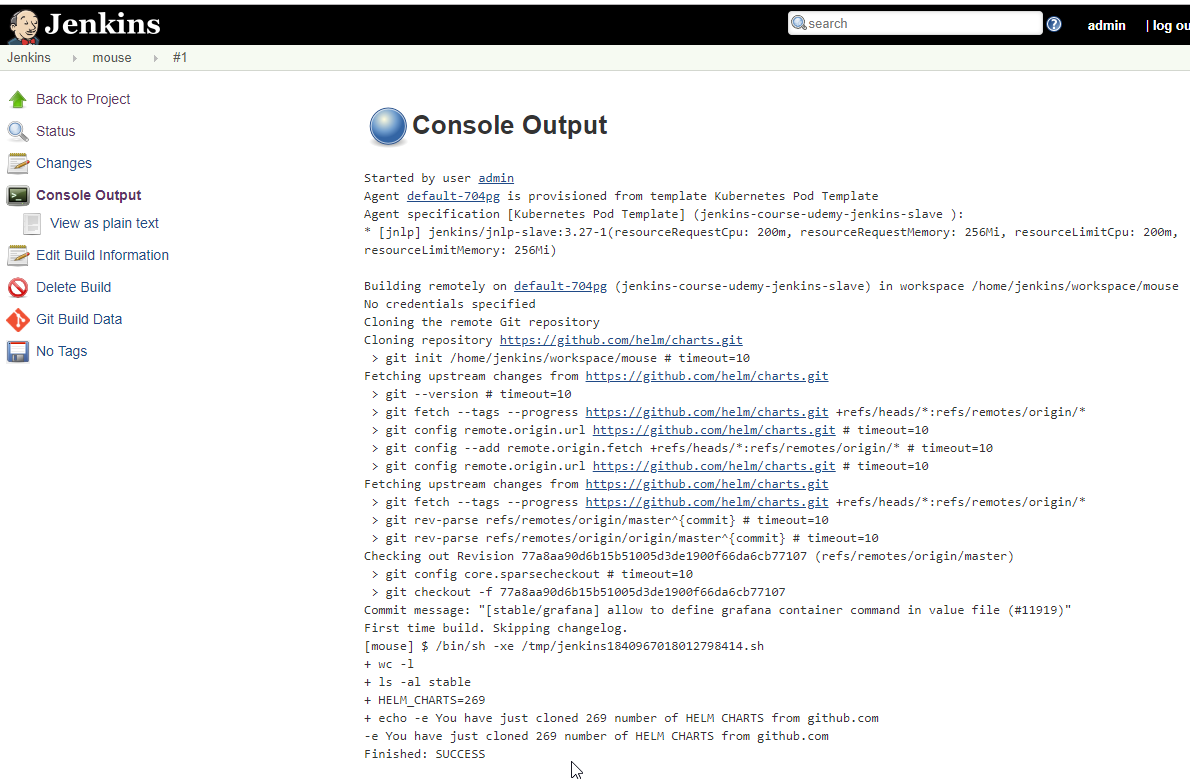 Jenkins
search
admin
| log ou
Jenkins
mouse
#1
Back to Project
Status
Changes
Console Output
View as plain text
Edit Build Information
Delete Build
Git Build Data
No Tags
Console Output
Started by user admin
Agent default-704pg is provisioned from template Kubernetes Pod Template
Agent specification [Kubernetes Pod Template] (jenkins-course-udemy-jenkins-slave ):
* [jnlp] jenkins/jnlp-slave:3.27-1(resourceRequestCpu: 200m, resourceRequestMemory: 256Mi, resourceLimitCpu: 200m,
resourceLimitMemory: 256Mi)
Building remotely on default-704pg (jenkins-course-udemy-jenkins-slave) in workspace /home/jenkins/workspace/mouse
No credentials specified
Cloning the remote Git repository
Cloning repository https://github.com/helm/charts.git
> git init /home/jenkins/workspace/mouse # timeout=10
Fetching upstream changes from https://github.com/helm/charts.git
> git --version # timeout=10
> git fetch --tags --progress https://github.com/helm/charts.git +refs/heads/*:refs/remotes/origin/*
> git config remote.origin.url https://github.com/helm/charts.git # timeout=10
> git config --add remote.origin.fetch +refs/heads/*:refs/remotes/origin/* # timeout=10
> git config remote.origin.url https://github.com/helm/charts.git # timeout=10
Fetching upstream changes from https://github.com/helm/charts.git
> git fetch --tags --progress https://github.com/helm/charts.git +refs/heads/*:refs/remotes/origin/*
> git rev-parse refs/remotes/origin/master^{commit} # timeout=10
> git rev-parse refs/remotes/origin/origin/master^{commit} # timeout=10
Checking out Revision 77a8aa90d6b15b51005d3de1900f66da6cb77107 (refs/remotes/origin/master)
> git config core.sparsecheckout # timeout=10
> git checkout -f 77a8aa90d6b15b51005d3de1900f66da6cb77107
Commit message: "[stable/grafana] allow to define grafana container command in value file (#11919)"
First time build. Skipping changelog.
[mouse] $ /bin/sh -xe /tmp/jenkins1840967018012798414.sh
+ wc -l
+ ls -al stable
+ HELM_CHARTS=269
+ echo -e You have just cloned 269 number of HELM CHARTS from github.com
-e You have just cloned 269 number of HELM CHARTS from github.com
Finished: SUCCESS